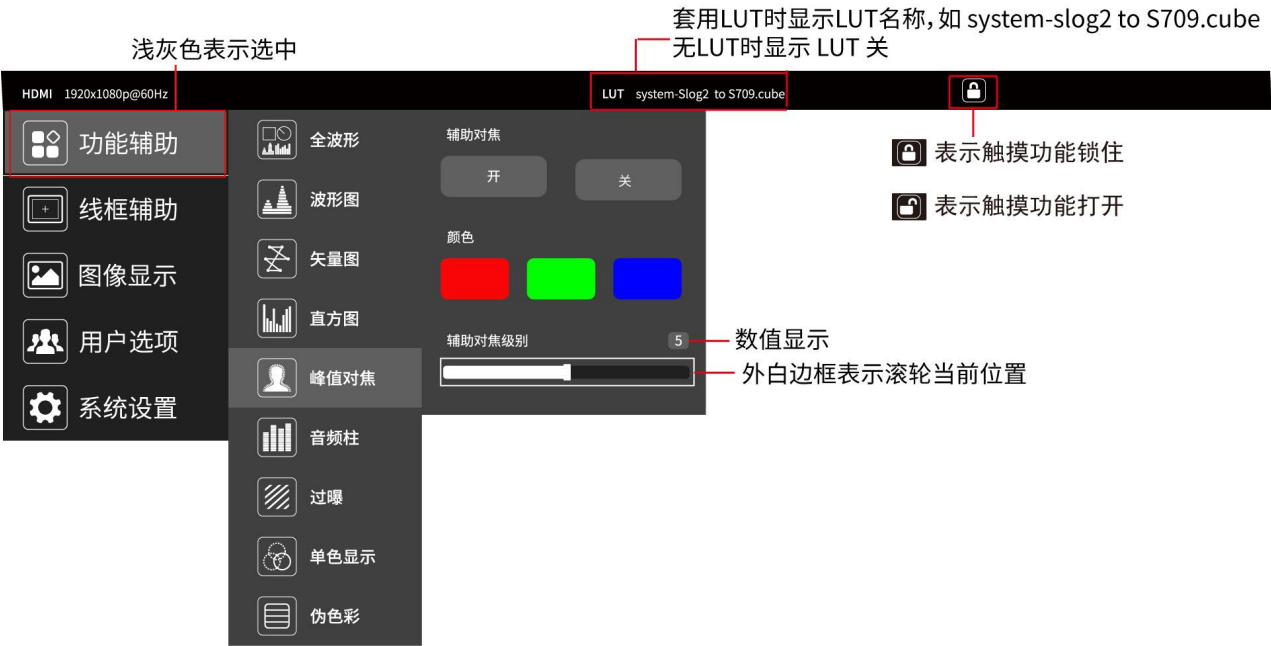 套用LUT时显示LUT名称，如 system-slog2 to S709.cube
无LUT时显示 LUT 关
浅灰色表示选中
HDMI 1920x1080p@60Hz
LUT system-Slog2 to S709.cube
功能辅助
线框辅助
图像显示
用户选项
系统设置
全波形
波形图
矢量图
直方图
峰值对焦
音频柱
过曝
单色显示
伪色彩
辅助对焦
开 关
颜色
辅助对焦级别 5
数值显示
外白边框表示滚轮当前位置
表示触摸功能锁住
表示触摸功能打开